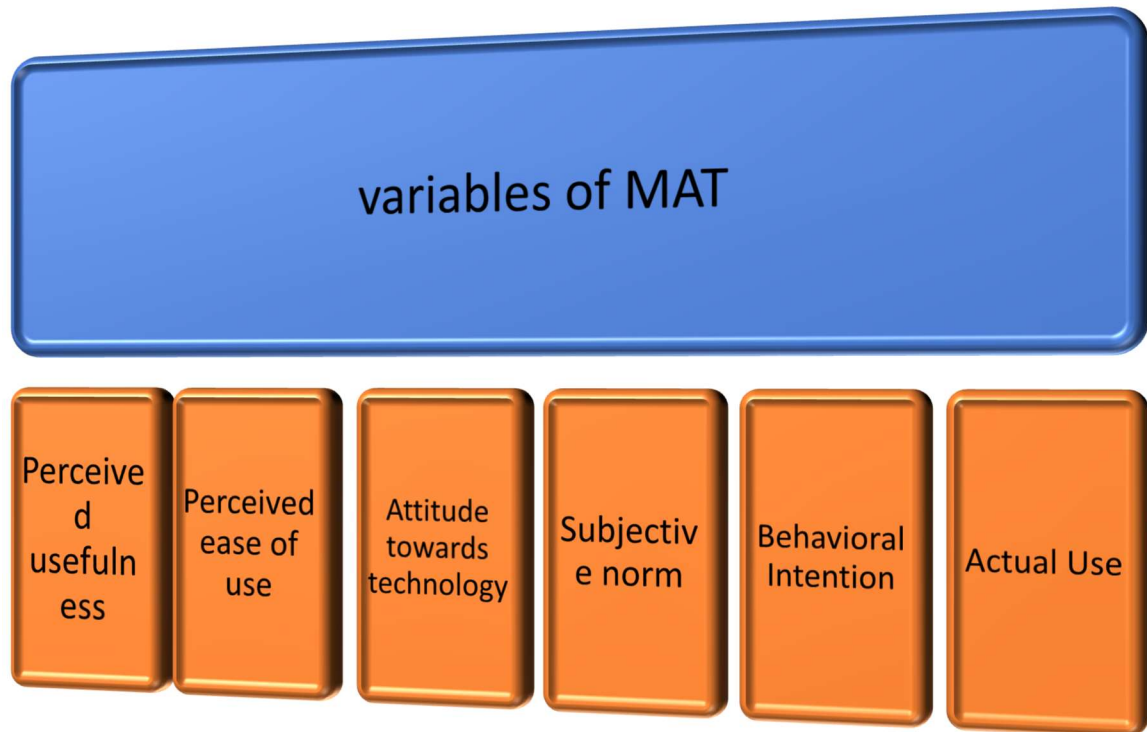 variables of MAT
Perceive
d
usefuln
ess
Perceived
ease of
use
Attitude
towards
technology
Subjectiv
e norm
Behavioral
Intention
Actual Use